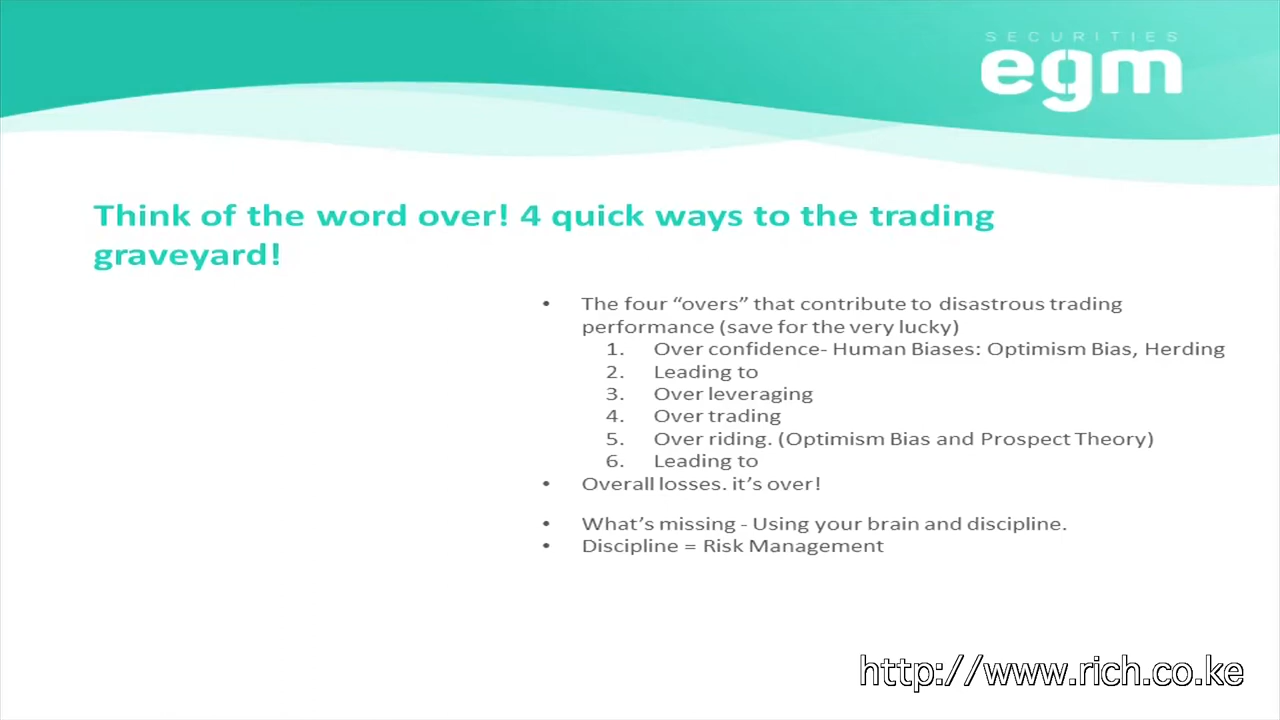 SECURITIES
egm
Think of the word over! 4 quick ways to the trading
graveyard!
• The four “overs” that contribute to disastrous trading
performance (save for the very lucky)
1. Over confidence- Human Biases: Optimism Bias, Herding
2. Leading to
3. Over leveraging
4. Over trading
5. Over riding. (Optimism Bias and Prospect Theory)
6. Leading to
• Overall losses. it’s over!
• What’s missing - Using your brain and discipline.
• Discipline = Risk Management
http://www.rich.co.ke